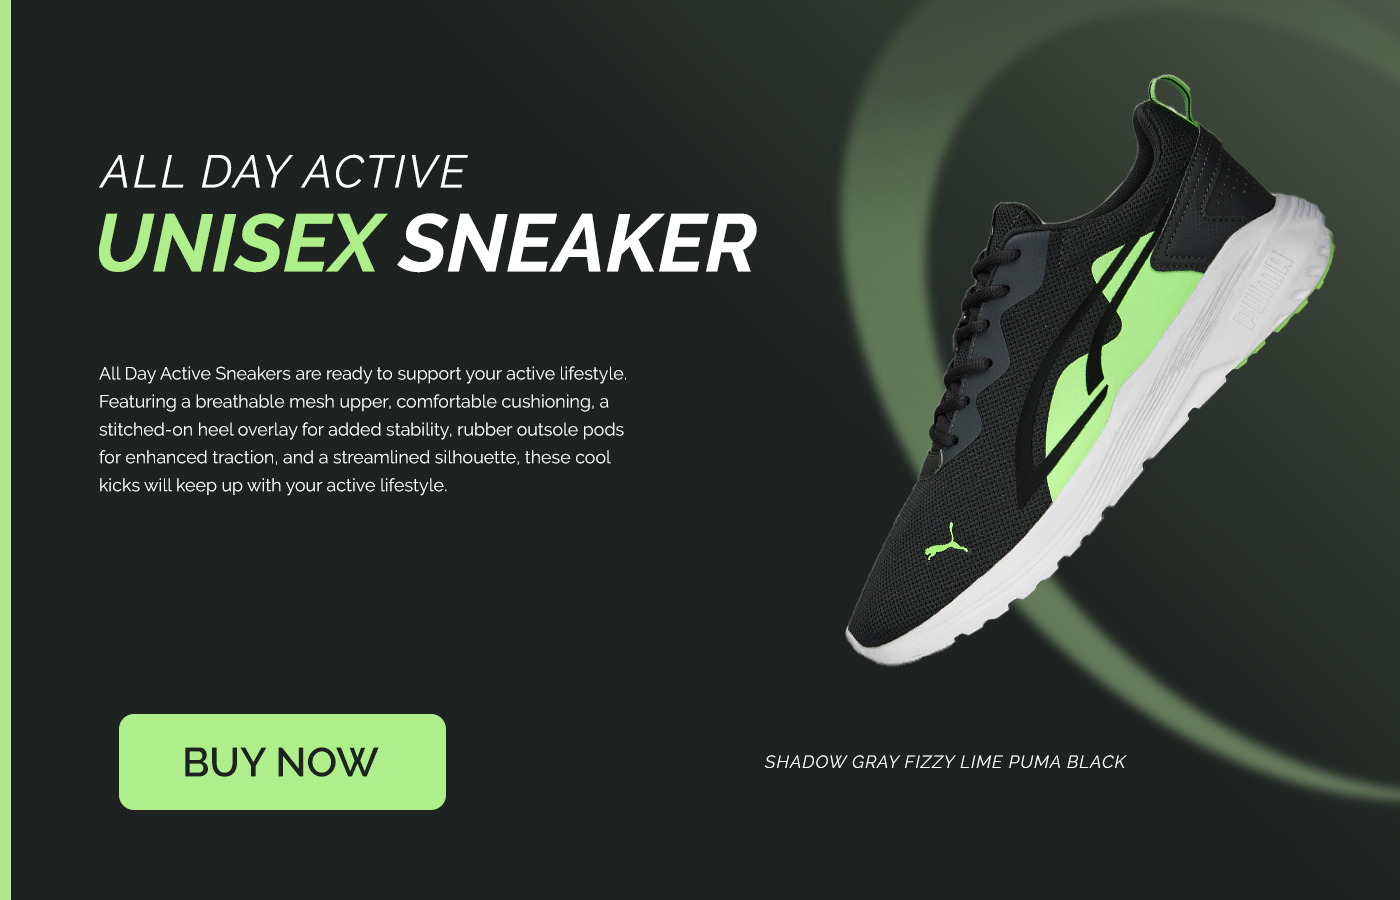 ALL DAY ACTIVE
UNISEX SNEAKER
All Day Active Sneakers are ready to support your active lifestyle.
Featuring a breathable mesh upper, comfortable cushioning, a
stitched-on heel overlay for added stability, rubber outsole pods
for enhanced traction, and a streamlined silhouette, these cool
kicks will keep up with your active lifestyle.
BUY NOW
SHADOW GRAY FIZZY LIME PUMA BLACK
puma